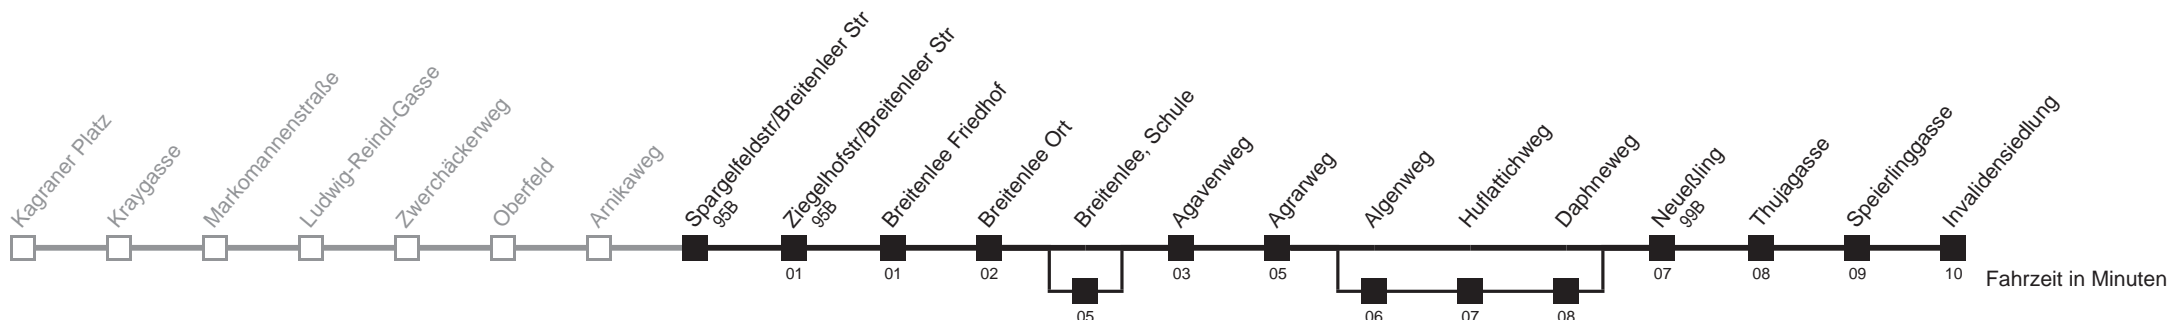 Kagraner Platz
Kraygasse
Markomannenstraße
Ludwig-Reindl-Gasse
Zwerchäckerweg
Oberfeld
Arnikaweg
Spargelfeldstr/Breitenleer Str
95B
Ziegelhofstr/Breitenleer Str
95B
Breitenlee Friedhof
Breitenlee Ort
Breitenlee, Schule
Agavenweg
Agrarweg
Algenweg
Huflattichweg
Daphneweg
Neueßling
99B
Thujagasse
Speierlinggasse
Invalidensiedlung
01 01 02 03 05 07 08 09 10
Fahrzeit in Minuten
05 06 07 08